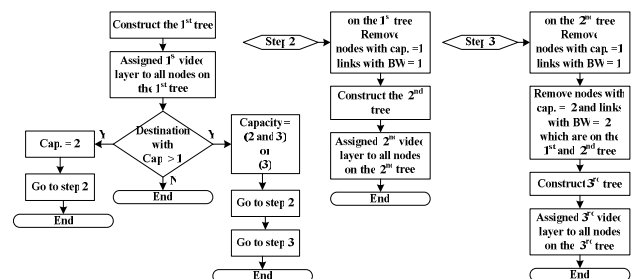 Construct the 1st tree
Assigned 1s video
layer to all nodes on
the 1st tree
Destination
with
Cap. > 1
Y
Y
N
Cap. = 2
Go to step 2
End
End
Capacity=
(2 and 3)
or
(3)
Go to step 2
Go to step 3
End
Step 2
on the 1st tree
Remove
nodes with cap. =1
links with BW = 1
Construct the 2nd
tree
Assigned 2nd video
layer to all nodes
on the 2nd tree
End
Step 3
on the 2nd tree
Remove
nodes with cap. =1
links with BW = 1
Remove nodes with
cap. = 2 and links
with BW = 2
which are on the
1st and 2nd tree
Construct 3rd tree
Assigned 3rd video
layer to all nodes
on the 3rd tree
End